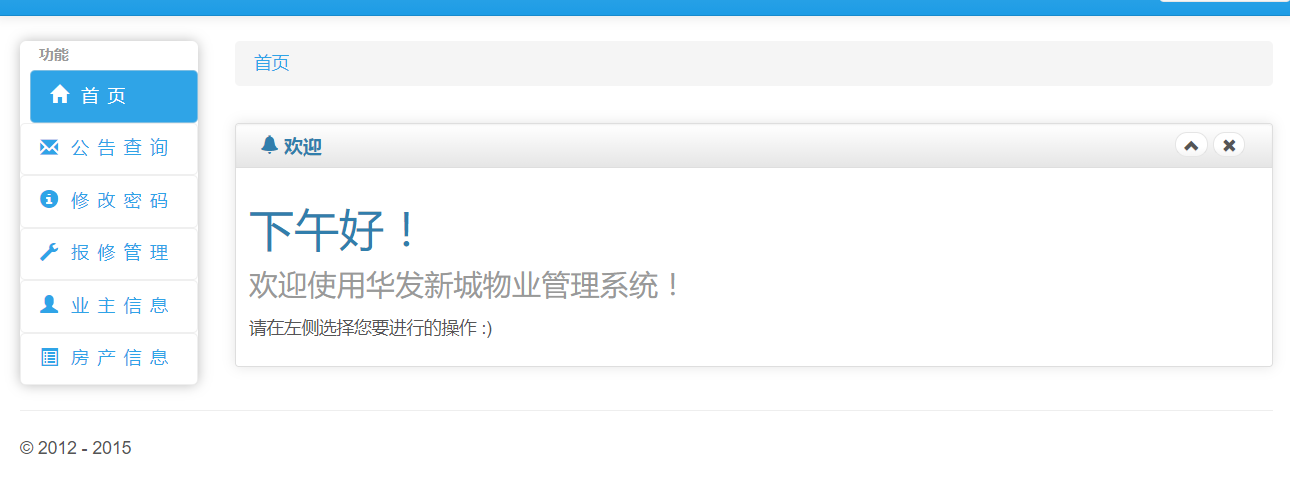 功能
首 页
公 告 查 询
修 改 密 码
报 修 管 理
业 主 信 息
房 产 信 息
首页
欢迎
下午好！
欢迎使用华发新城物业管理系统！
请在左侧选择您要进行的操作 :)
© 2012 - 2015